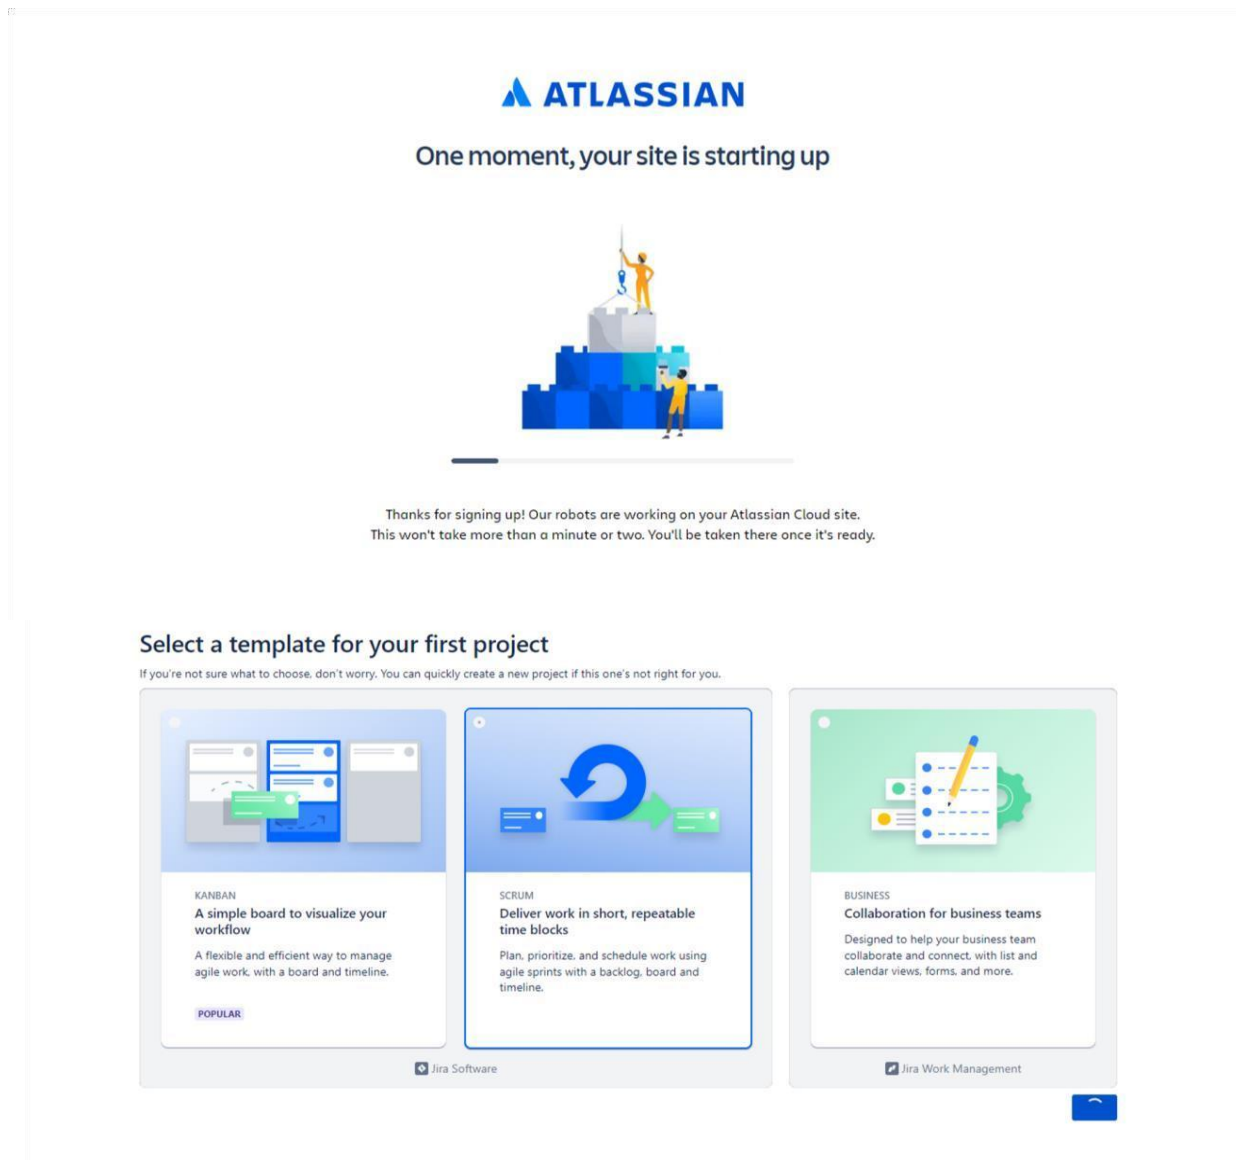 ATLASSIAN
One moment, your site is starting up
Thanks for signing up! Our robots are working on your Atlassian Cloud site.
This won't take more than a minute or two. You'll be taken there once it's ready.
Select a template for your first project
If you're not sure what to choose, don't worry. You can quickly create a new project if this one's not right for you.
KANBAN
A simple board to visualize your
workflow
A flexible and efficient way to manage
agile work, with a board and timeline.
POPULAR
SCRUM
Deliver work in short, repeatable
time blocks
Plan, prioritize, and schedule work using
agile sprints with a backlog, board and
timeline.
Jira Software
BUSINESS
Collaboration for business teams
Designed to help your business team
collaborate and connect, with list and
calendar views, forms, and more.
Jira Work Management